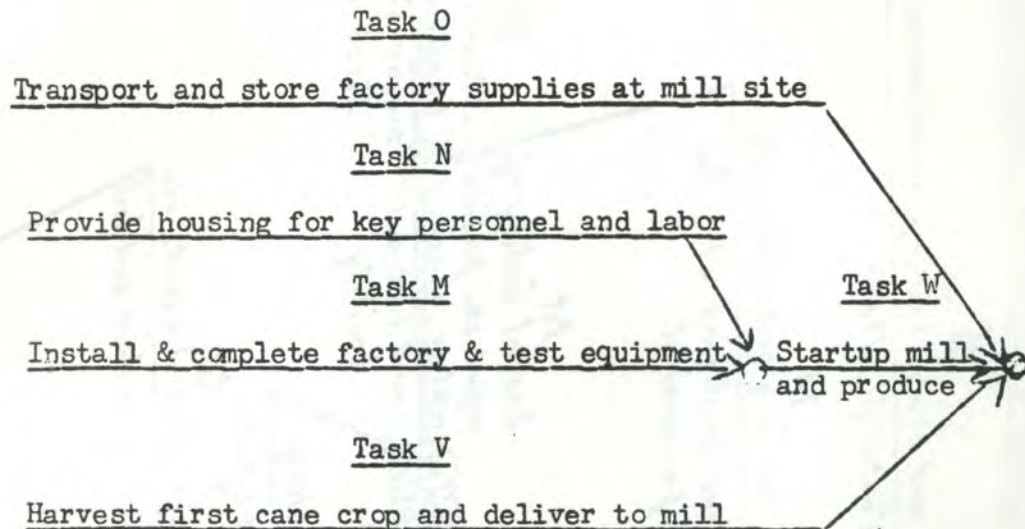 Task O
Transport and store factory supplies at mill site
Task N
Provide housing for key personnel and labor
Task M
Task W
Install & complete factory & test equipment
Startup mill
and produce
Task V
Harvest first cane crop and deliver to mill